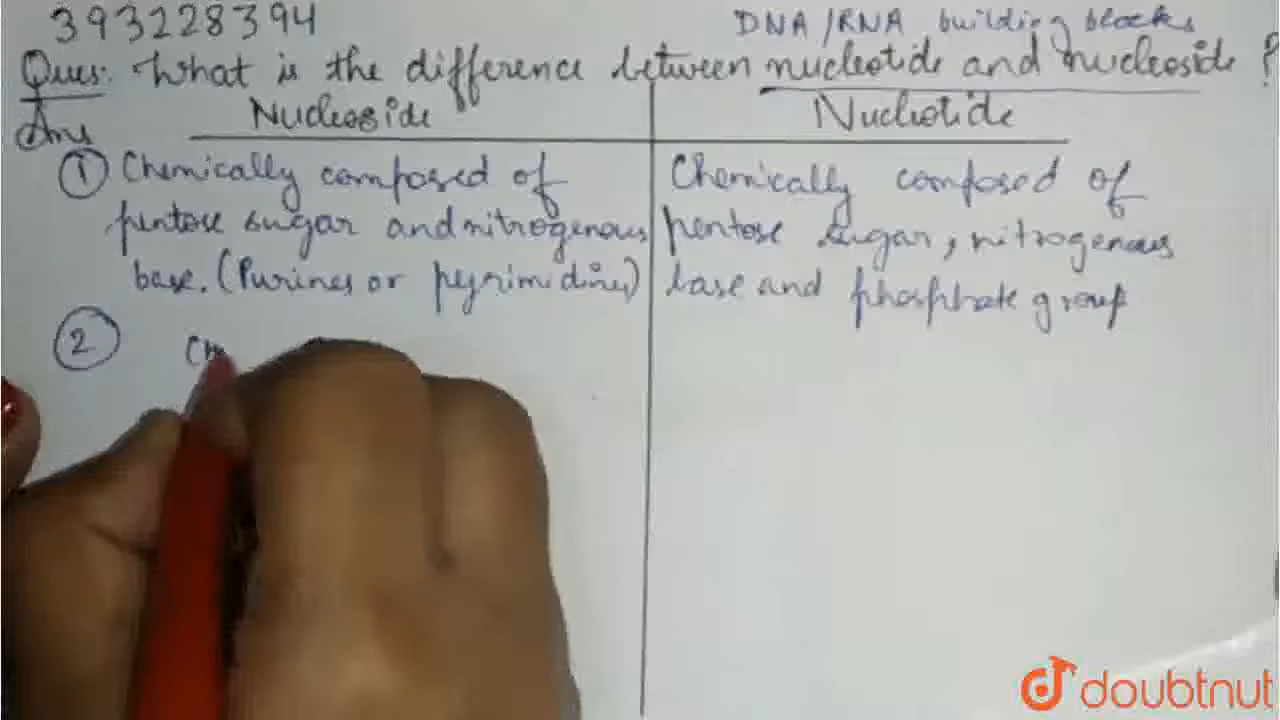 393228394
DNA/RNA building blocks
Ques: What is the difference between nucleotide and nucleoside?
Ans
Nucleoside
Nucleotide
① Chemically composed of
pentose sugar and nitrogenous
base. (Purines or pyrimidines)
Chemically composed of
pentose sugar, nitrogenous
base and phosphate group
②
doubtnut